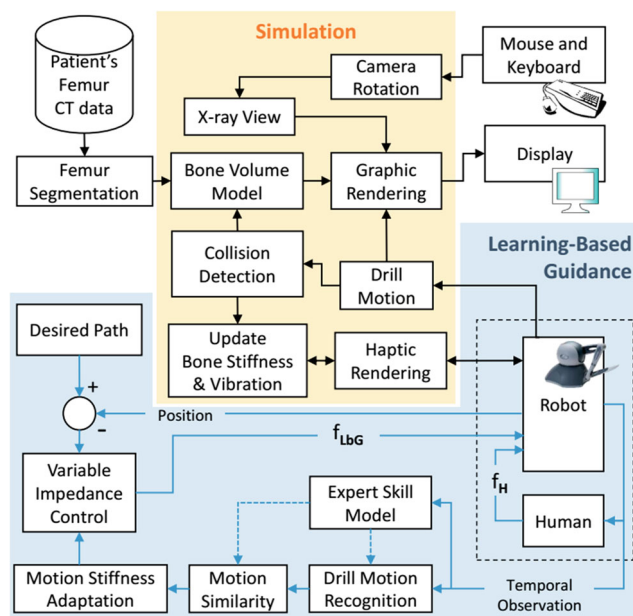 Simulation
Patient's
Femur
CT data
Camera
Rotation
Mouse and
Keyboard
X-ray View
Femur
Segmentation
Bone Volume
Model
Graphic
Rendering
Display
Collision
Detection
Drill
Motion
Learning-Based
Guidance
Desired Path
Update
Bone Stiffness
& Vibration
Haptic
Rendering
Robot
+
−
Position
f_LbG
f_H
Variable
Impedance
Control
Expert Skill
Model
Human
Motion Stiffness
Adaptation
Motion
Similarity
Drill Motion
Recognition
Temporal
Observation